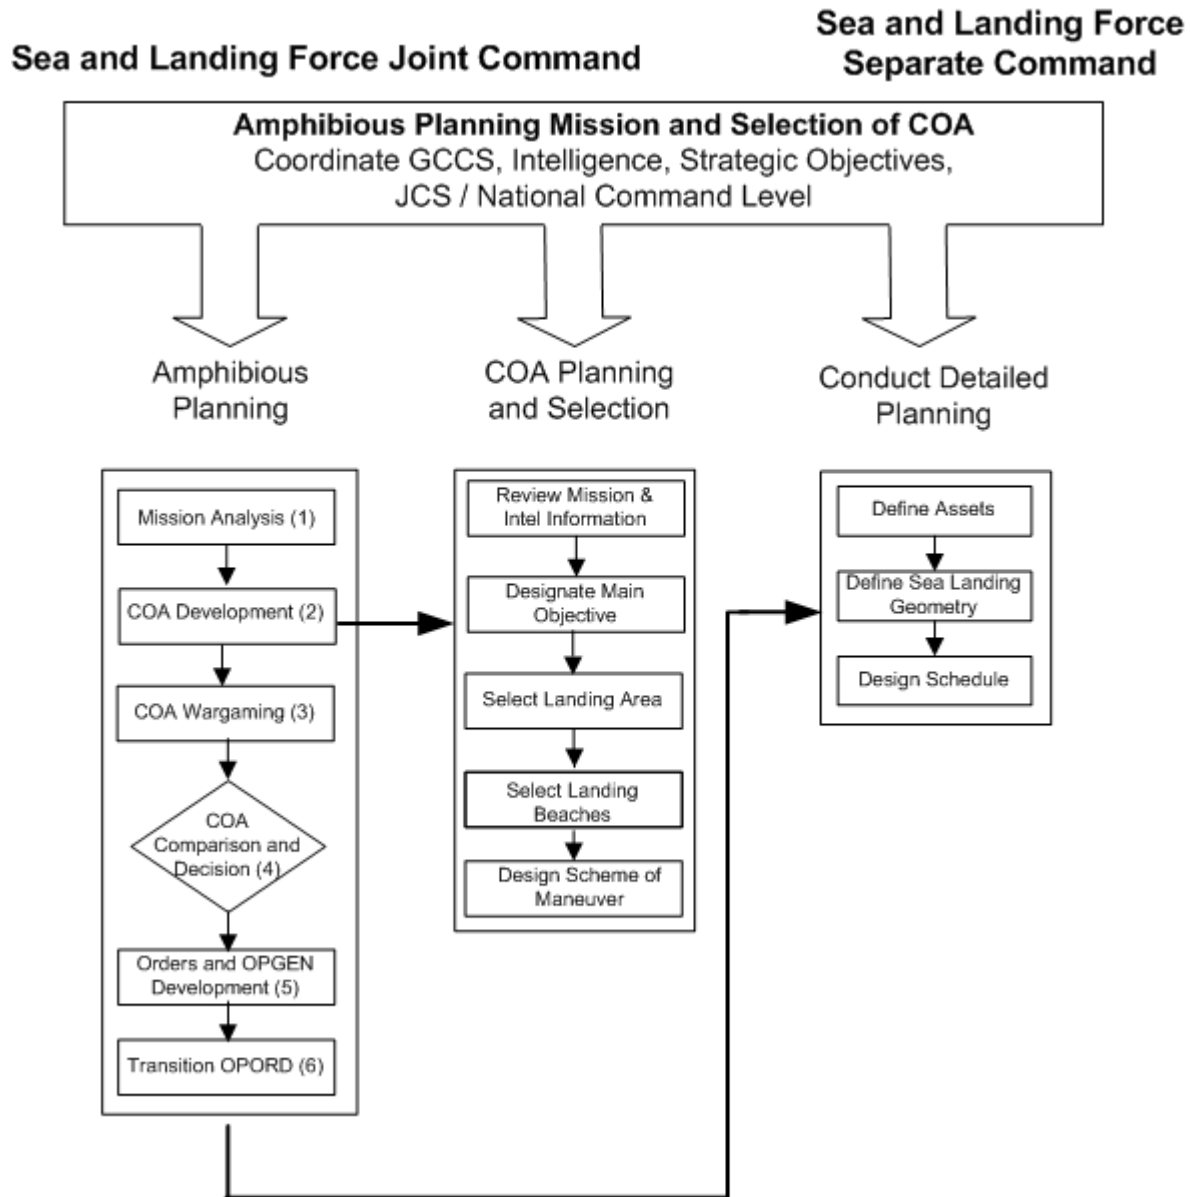 Sea and Landing Force Joint Command
Sea and Landing Force
Separate Command
Amphibious Planning Mission and Selection of COA
Coordinate GCCS, Intelligence, Strategic Objectives,
JCS / National Command Level
Amphibious
Planning
COA Planning
and Selection
Conduct Detailed
Planning
Mission Analysis (1)
COA Development (2)
COA Wargaming (3)
COA
Comparison and
Decision (4)
Orders and OPGEN
Development (5)
Transition OPORD (6)
Review Mission &
Intel Information
Designate Main
Objective
Select Landing Area
Select Landing
Beaches
Design Scheme of
Maneuver
Define Assets
Define Sea Landing
Geometry
Design Schedule